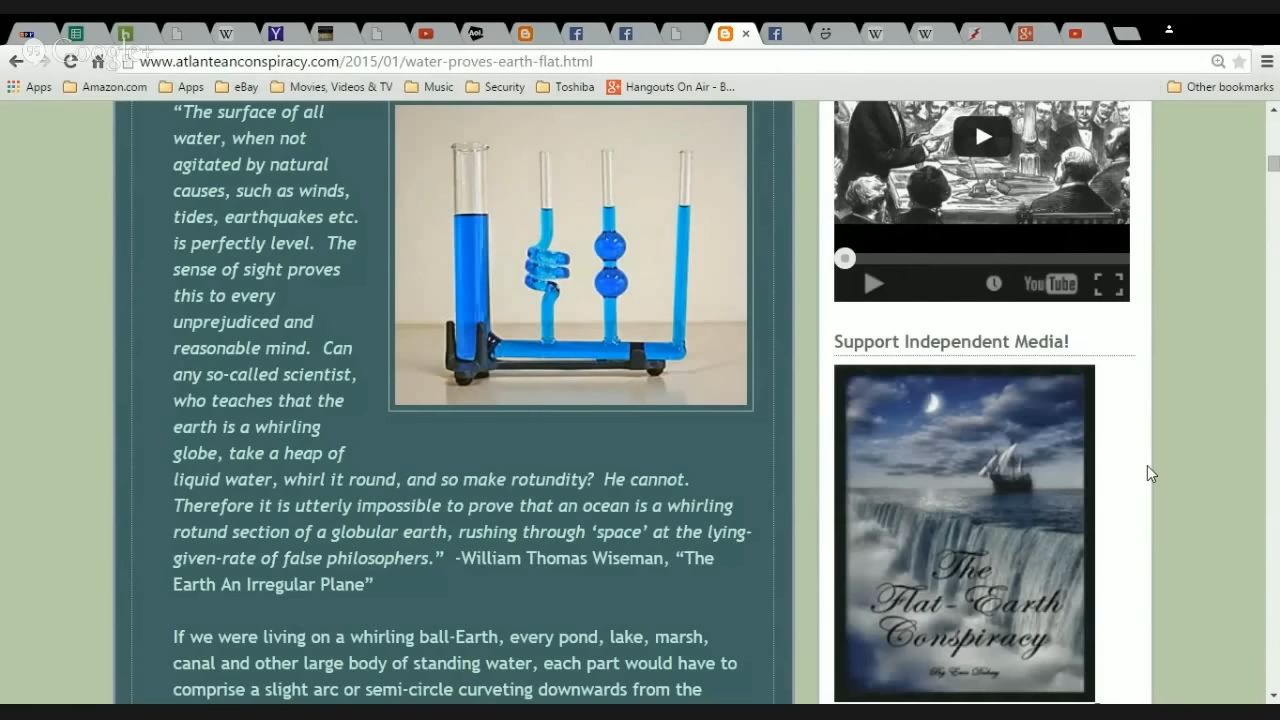 Google+
www.atlanteanconspiracy.com/2015/01/water-proves-earth-flat.html
Apps Amazon.com Apps eBay Movies, Videos & TV Music Security Toshiba Hangouts On Air - B... Other bookmarks
“The surface of all
water, when not
agitated by natural
causes, such as winds,
tides, earthquakes etc.
is perfectly level. The
sense of sight proves
this to every
unprejudiced and
reasonable mind. Can
any so-called scientist,
who teaches that the
earth is a whirling
globe, take a heap of
liquid water, whirl it round, and so make rotundity? He cannot.
Therefore it is utterly impossible to prove that an ocean is a whirling
rotund section of a globular earth, rushing through ‘space’ at the lying-
given-rate of false philosophers.” -William Thomas Wiseman, “The
Earth An Irregular Plane”
If we were living on a whirling ball-Earth, every pond, lake, marsh,
canal and other large body of standing water, each part would have to
comprise a slight arc or semi-circle curveting downwards from the
YouTube
Support Independent Media!
The
Flat-Earth
Conspiracy
By Eric Dubay